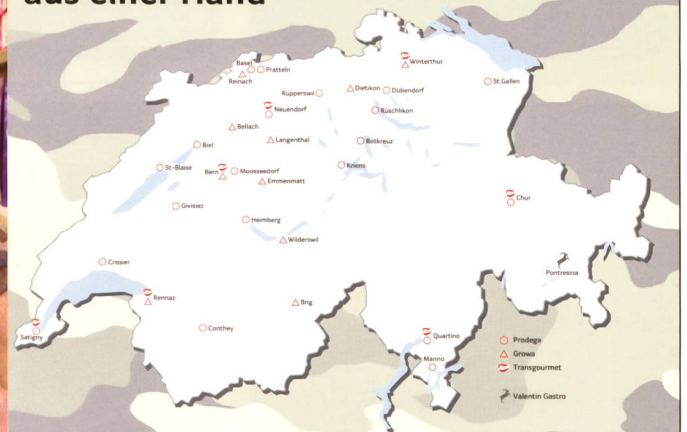 aus einer Hand
Winterthur
Basel
Pratteln
Reinach
St.Gallen
Rupperswil
Dietikon
Dübendorf
Neuendorf
Rüschlikon
Bellach
Langenthal
Rotkreuz
Biel
Kriens
St-Blaise
Bern
Moosseedorf
Emmenmatt
Chur
Givisiez
Heimberg
Wilderswil
Crissier
Pontresina
Rennaz
Brig
Conthey
Satigny
Quartino
Manno
Prodega
Growa
Transgourmet
Valentin Gastro